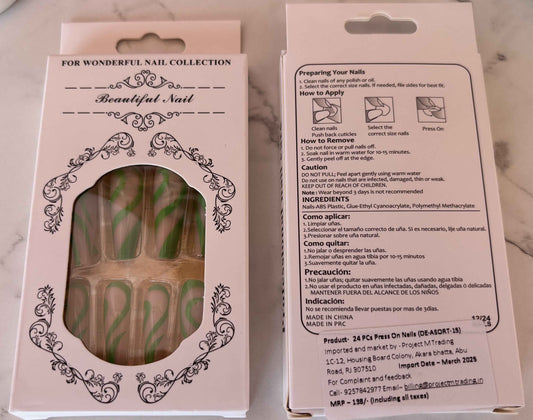 FOR WONDERFUL NAIL COLLECTION
Beautiful Nail
Preparing Your Nails
1. Clean nails of any polish or oil.
2. Select the correct size nails. If needed, file sides for best fit.
How to Apply
Clean nails
Push back cuticles
Select the
correct size nails
Press On
How to Remove
1. Do not force or pull nails off.
2. Soak nail in warm water for 10-15 minutes.
3. Gently peel off at the edge.
Caution
DO NOT PULL; Peel apart gently using warm water
Do not use on nails that are infected, damaged, thin or weak.
KEEP OUT OF REACH OF CHILDREN.
Note: Wear beyond 3 days is not recommended
INGREDIENTS
Nails-ABS Plastic, Glue-Ethyl Cyanoacrylate, Polymethyl Methacrylate
Como aplicar:
1. Limpiar uñas.
2.Seleccionar el tamaño correcto de uña. Si es necesario, lije uña natural.
3.Presionar sobre uña natural.
Como quitar:
1.No jalar o desprender las uñas.
2.Remojar uñas en agua tibia por 10-15 minutos
3.Suavemente quitar la uña.
Precaución:
1.No jalar uñas; quitar suavemente las uñas usando agua tibia
2.No usar el producto en uñas infectadas, dañadas, delgadas o delicadas
MANTENER FUERA DEL ALCANCE DE LOS NIÑOS
Indicación:
No se recomienda llevar puestas por mas de 3dias.
MADE IN CHINA
MADE IN PRC
12/24
Product- 24 PCs Press On Nails (DE-ASORT-15)
Imported and market by - Project M Trading
1C-12, Housing Board Colony, Akara bhatta, Abu
Road, Rj 307510 Import Date – March 2025
For Complaint and feedback
Call- 9257842977 Email– billing@projectmtrading.in
MRP – 198/- (including all taxes)